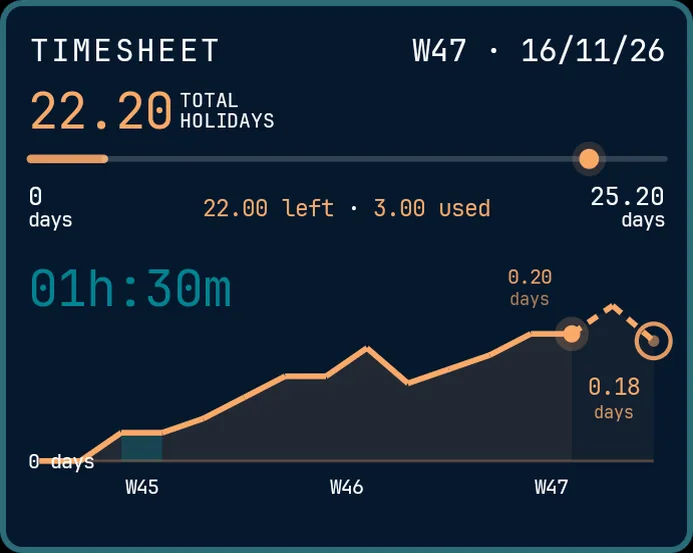 TIMESHEET
W47 · 16/11/26
22.20 TOTAL
HOLIDAYS
0
days
22.00 left · 3.00 used
25.20
days
01h:30m
0.20
days
0.18
days
0 days
W45
W46
W47